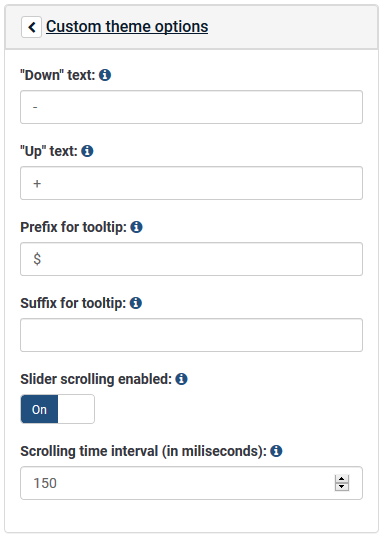 Custom theme options
"Down" text:
-
"Up" text:
+
Prefix for tooltip:
$
Suffix for tooltip:
Slider scrolling enabled:
On
Scrolling time interval (in miliseconds):
150